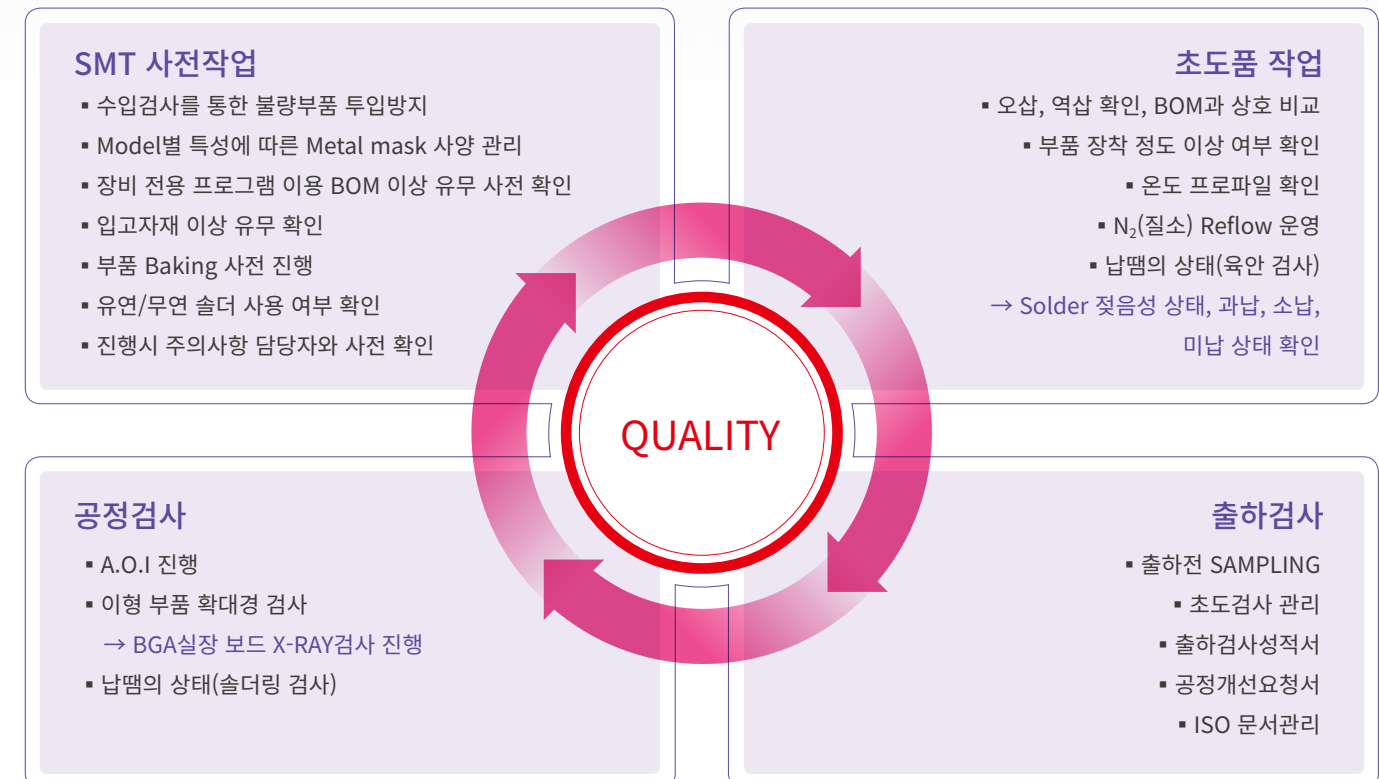 SMT 사전작업
▪ 수입검사를 통한 불량부품 투입방지
▪ Model별 특성에 따른 Metal mask 사양 관리
▪ 장비 전용 프로그램 이용 BOM 이상 유무 사전 확인
▪ 입고자재 이상 유무 확인
▪ 부품 Baking 사전 진행
▪ 유연/무연 솔더 사용 여부 확인
▪ 진행시 주의사항 담당자와 사전 확인
초도품 작업
▪ 오삽, 역삽 확인, BOM과 상호 비교
▪ 부품 장착 정도 이상 여부 확인
▪ 온도 프로파일 확인
▪ N₂(질소) Reflow 운영
▪ 납땜의 상태(육안 검사)
→ Solder 젖음성 상태, 과납, 소납,
미납 상태 확인
QUALITY
공정검사
▪ A.O.I 진행
▪ 이형 부품 확대경 검사
→ BGA실장 보드 X-RAY검사 진행
▪ 납땜의 상태(솔더링 검사)
출하검사
▪ 출하전 SAMPLING
▪ 초도검사 관리
▪ 출하검사성적서
▪ 공정개선요청서
▪ ISO 문서관리